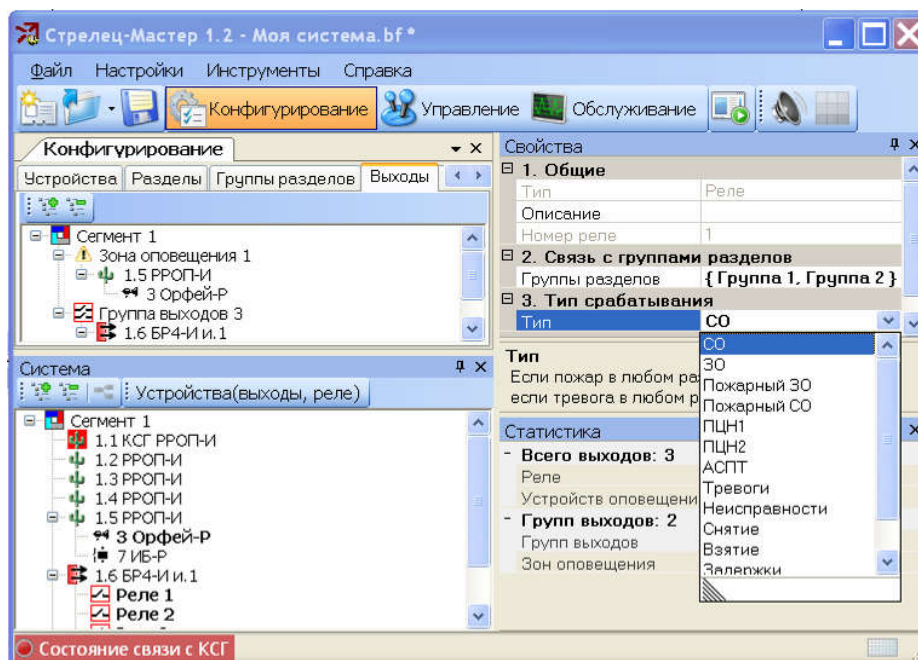 Стрелец-Мастер 1.2 - Моя система.bf *
Файл Настройки Инструменты Справка
Конфигурирование Управление Обслуживание
Конфигурирование
Устройства Разделы Группы разделов Выходы
Сегмент 1
Зона оповещения 1
1.5 РРОП-И
3 Орфей-Р
Группа выходов 3
1.6 БР4-И и.1
Система
Устройства(выходы, реле)
Сегмент 1
1.1 КСГ РРОП-И
1.2 РРОП-И
1.3 РРОП-И
1.4 РРОП-И
1.5 РРОП-И
3 Орфей-Р
7 ИБ-Р
1.6 БР4-И и.1
Реле 1
Реле 2
Свойства
1. Общие
Тип Реле
Описание
Номер реле 1
2. Связь с группами разделов
Группы разделов { Группа 1, Группа 2 }
3. Тип срабатывания
Тип СО
СО
ЗО
Пожарный ЗО
Пожарный СО
ПЦН1
ПЦН2
АСПТ
Тревоги
Неисправности
Снятие
Взятие
Задержки
Тип
Если пожар в любом ра
если тревога в любом р
Статистика
- Всего выходов: 3
Реле
Устройств оповещени
- Групп выходов: 2
Групп выходов
Зон оповещения
Состояние связи с КСГ